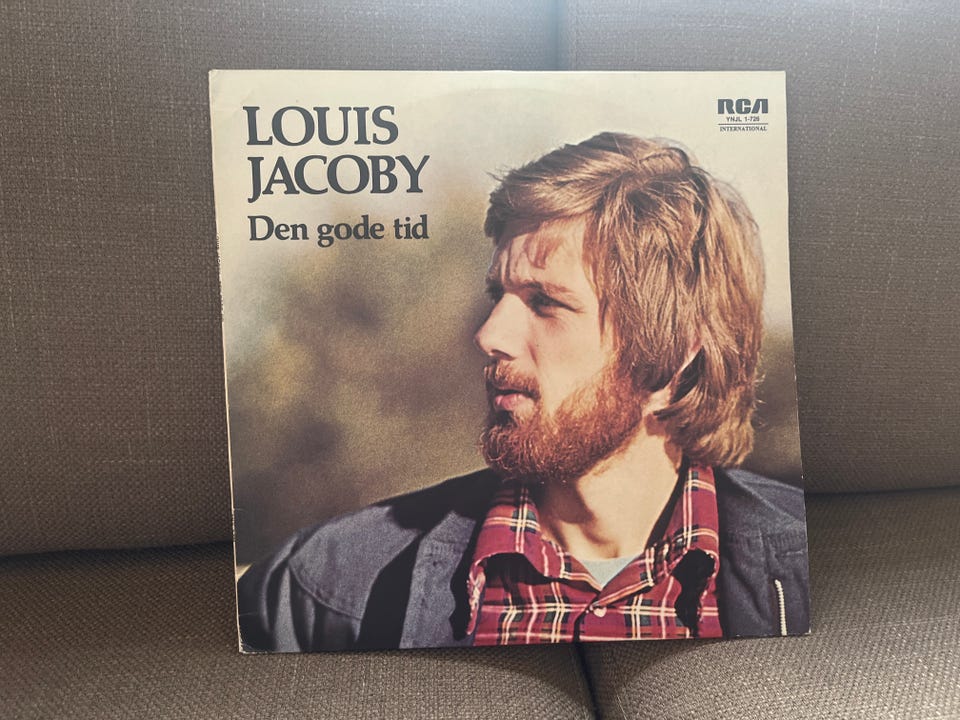 LOUIS
JACOBY
Den gode tid
RCA
YNJL 1-726
INTERNATIONAL